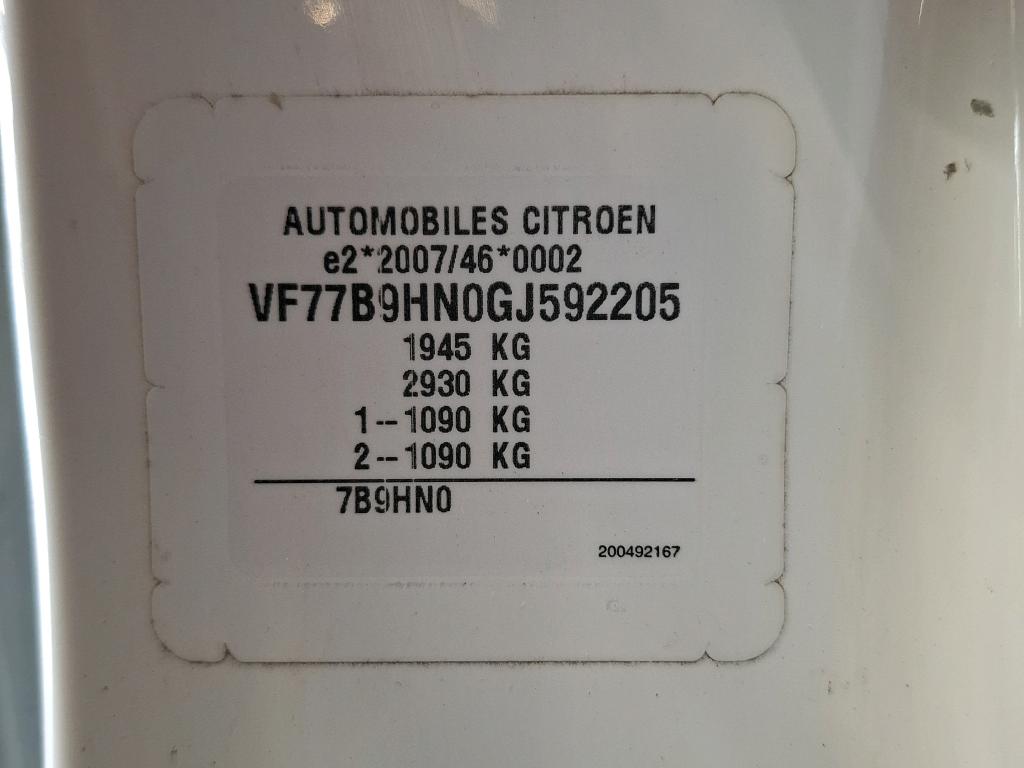 AUTOMOBILES CITROEN
e2*2007/46*0002
VF77B9HN0GJ592205
1945 KG
2930 KG
1--1090 KG
2--1090 KG
7B9HN0
200492167